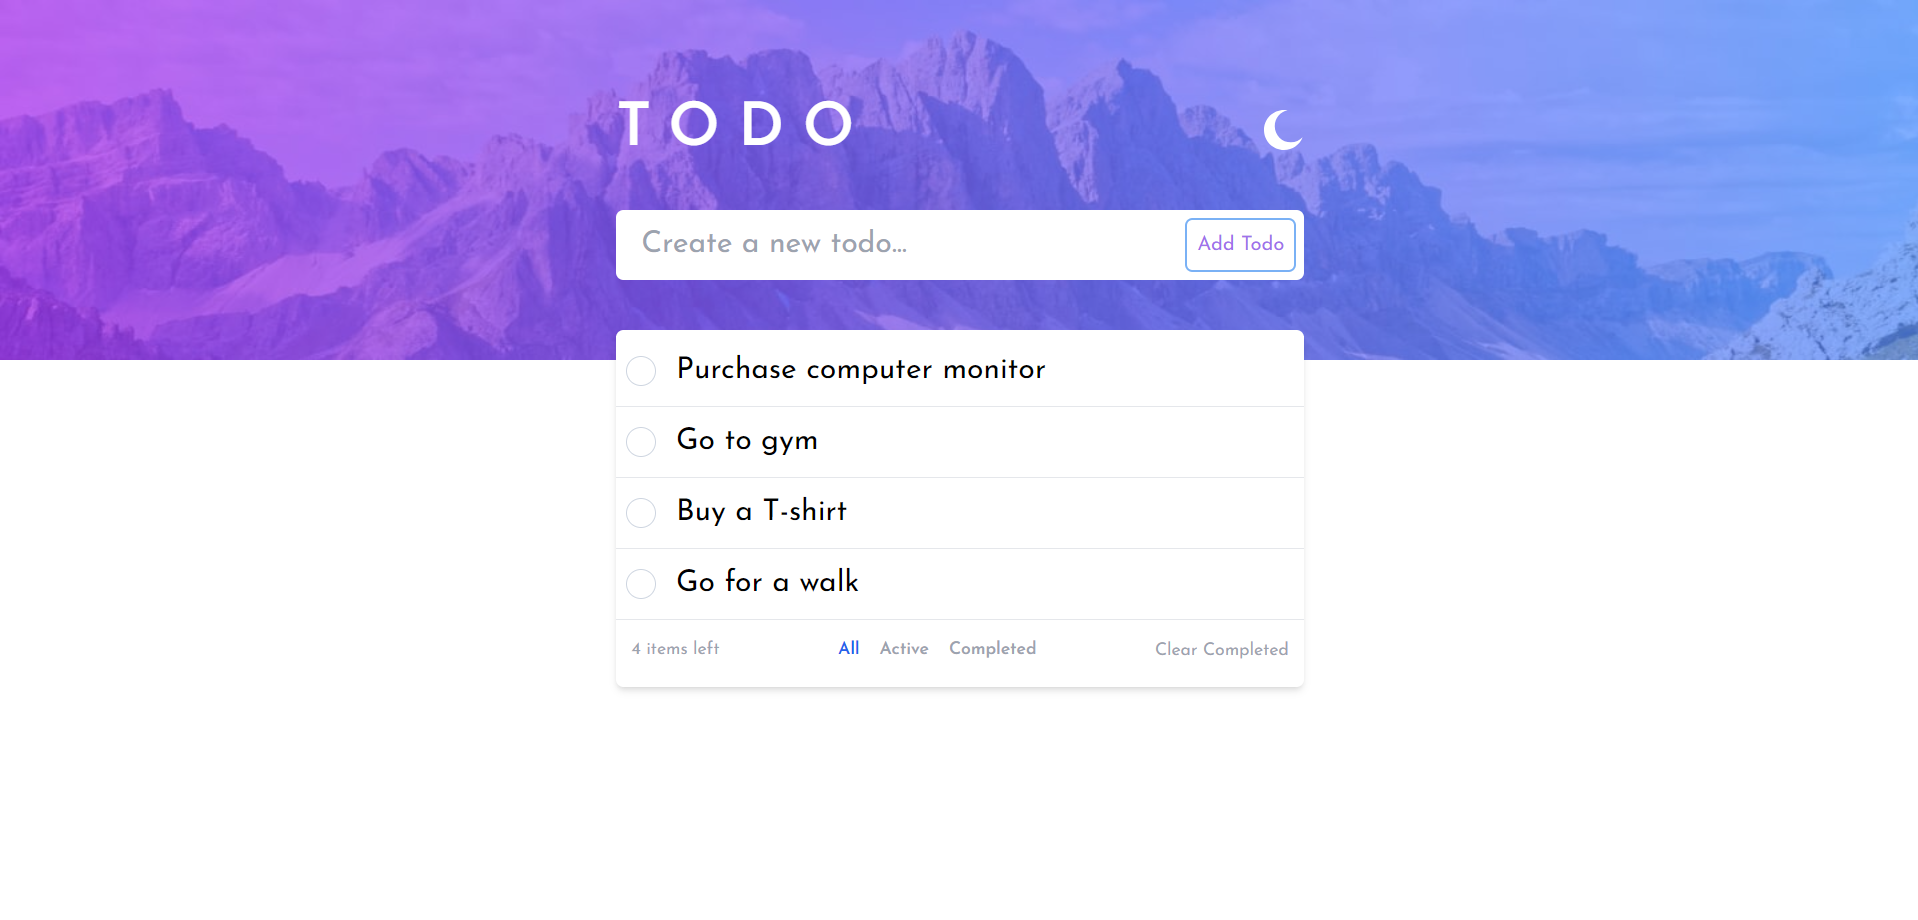 TODO
Create a new todo...
Add Todo
Purchase computer monitor
Go to gym
Buy a T-shirt
Go for a walk
4 items left All Active Completed Clear Completed